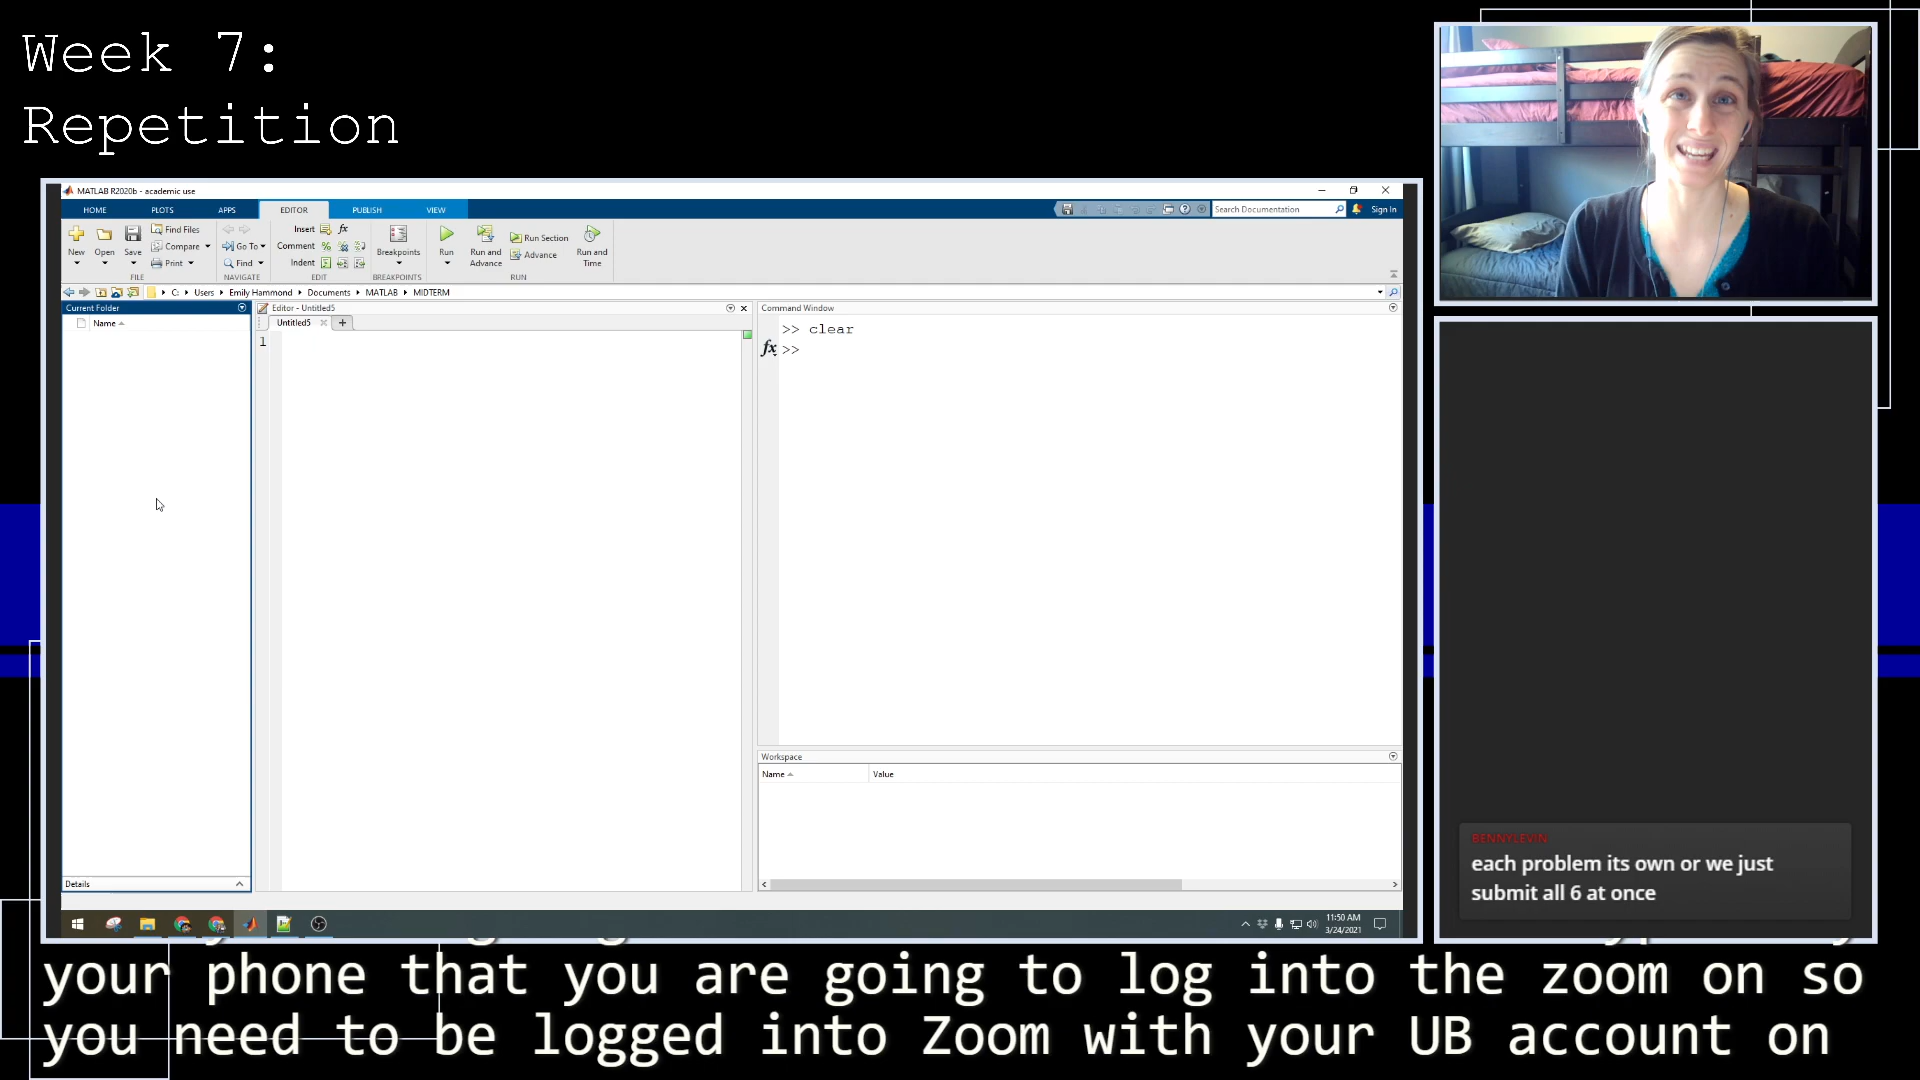 Week 7:
Repetition
MATLAB R2020b - academic use
HOME PLOTS APPS EDITOR PUBLISH VIEW
Search Documentation
Sign In
New Open Save
Find Files
Compare
Print
Go To
Find
Insert
Comment
Indent
fx
Breakpoints
Run
Run and Advance
Run Section
Advance
Run and Time
FILE NAVIGATE EDIT BREAKPOINTS RUN
C: Users Emily Hammond Documents MATLAB MIDTERM
Current Folder
Name
Details
Editor - Untitled5
Untitled5
1
Command Window
>> clear
fx >>
Workspace
Name Value
11:50 AM
3/24/2021
BENNYLEVIN
each problem its own or we just
submit all 6 at once
your phone that you are going to log into the zoom on so
you need to be logged into Zoom with your UB account on